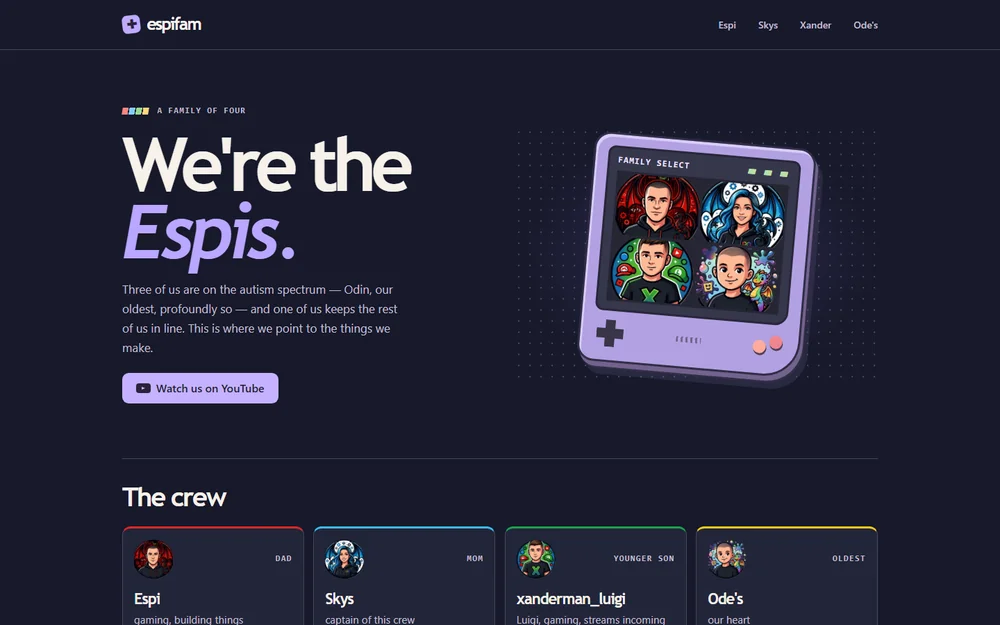 espifam
Espi Skys Xander Ode's
A FAMILY OF FOUR
We're the
Espis.
Three of us are on the autism spectrum — Odin, our
oldest, profoundly so — and one of us keeps the rest
of us in line. This is where we point to the things we
make.
Watch us on YouTube
FAMILY SELECT
The crew
DAD
Espi
gaming, building things
MOM
Skys
captain of this crew
YOUNGER SON
xanderman_luigi
Luigi, gaming, streams incoming
OLDEST
Ode's
our heart